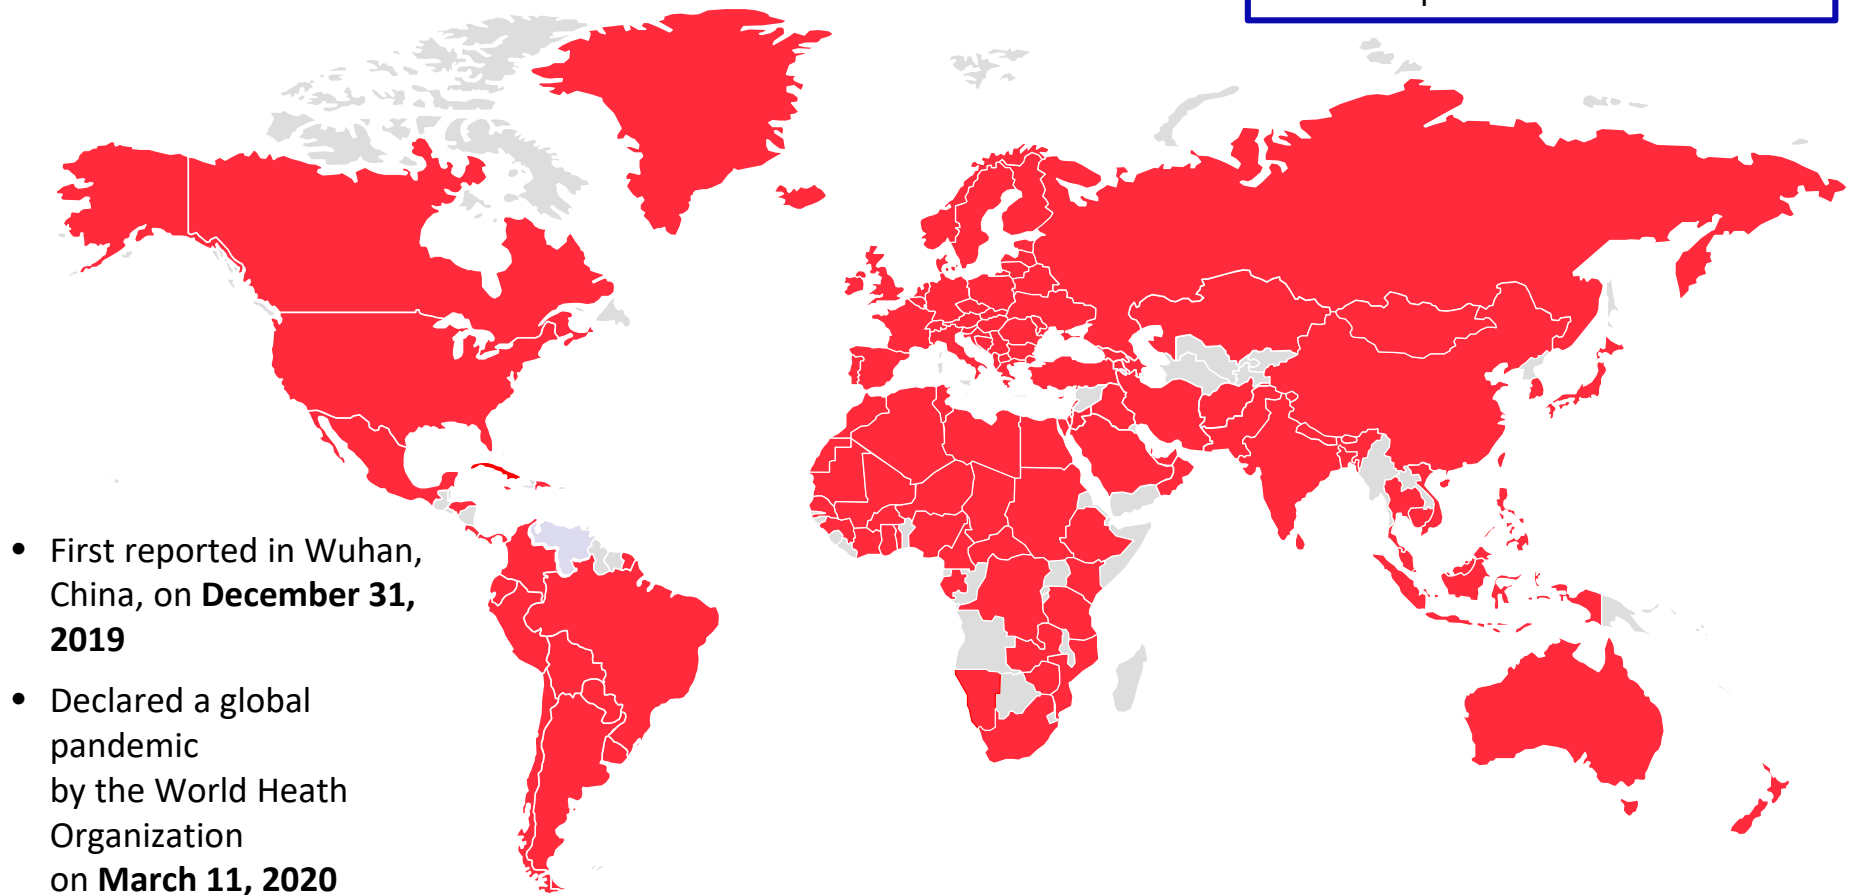 • First reported in Wuhan,
China, on December 31,
2019
• Declared a global
pandemic
by the World Heath
Organization
on March 11, 2020